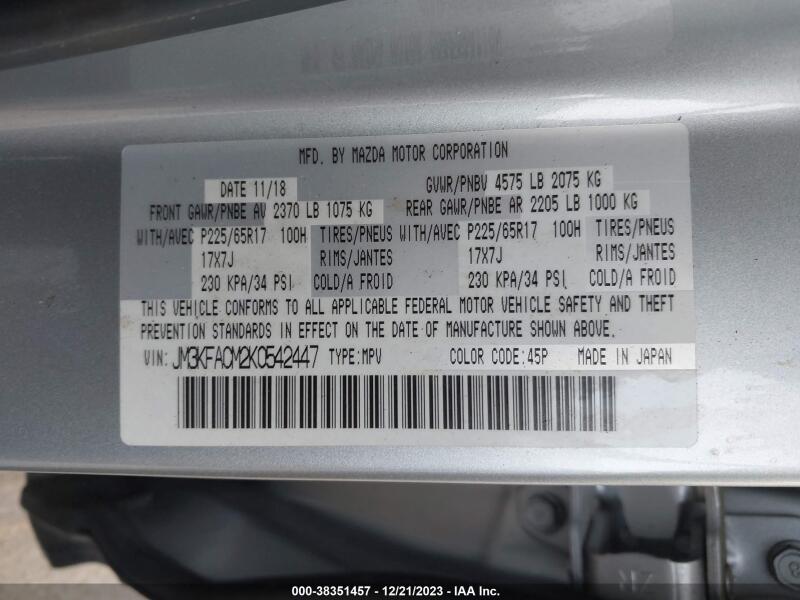 MFD. BY MAZDA MOTOR CORPORATION
DATE 11/18 GVWR/PNBV 4575 LB 2075 KG
FRONT GAWR/PNBE AV 2370 LB 1075 KG REAR GAWR/PNBE AR 2205 LB 1000 KG
WITH/AVEC P225/65R17 100H TIRES/PNEUS WITH/AVEC P225/65R17 100H TIRES/PNEUS
17X7J RIMS/JANTES 17X7J RIMS/JANTES
230 KPA/34 PSI COLD/A FROID 230 KPA/34 PSI COLD/A FROID
THIS VEHICLE CONFORMS TO ALL APPLICABLE FEDERAL MOTOR VEHICLE SAFETY AND THEFT
PREVENTION STANDARDS IN EFFECT ON THE DATE OF MANUFACTURE SHOWN ABOVE.
VIN: JM3KFACM2K0542447 TYPE:MPV COLOR CODE:45P MADE IN JAPAN
000-38351457 - 12/21/2023 - IAA Inc.